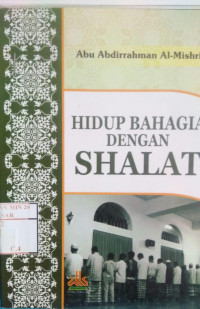 Abu Abdirrahman Al-Mishri
HIDUP BAHAGIA
DENGAN
SHALAT